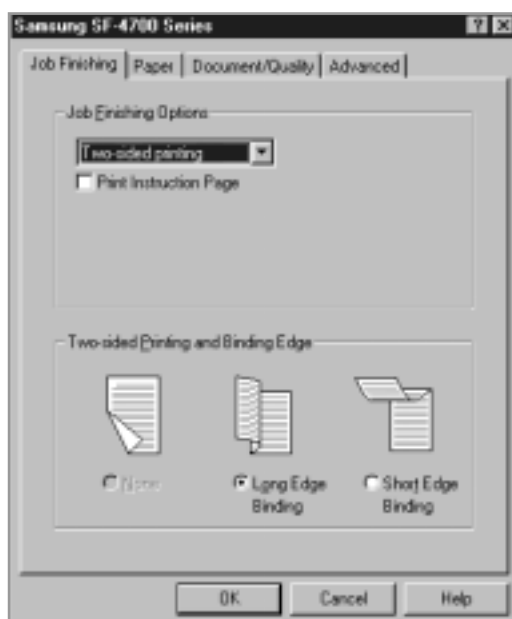 Samsung SF-4700 Series
Job Finishing Paper Document/Quality Advanced
Job Finishing Options
Two-sided printing
Print Instruction Page
Two-sided Printing and Binding Edge
None
Long Edge Binding
Short Edge Binding
OK Cancel Help